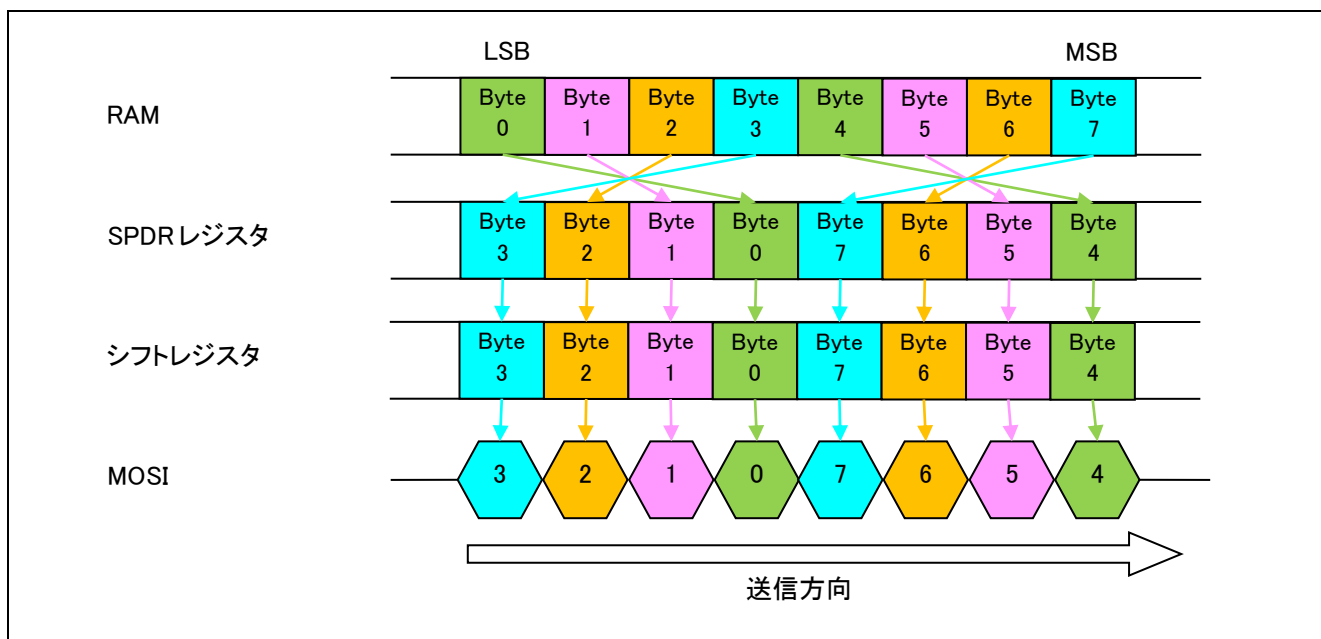 LSB MSB
RAM Byte Byte Byte Byte Byte Byte Byte Byte
0 1 2 3 4 5 6 7
SPDRレジスタ Byte Byte Byte Byte Byte Byte Byte Byte
3 2 1 0 7 6 5 4
シフトレジスタ Byte Byte Byte Byte Byte Byte Byte Byte
3 2 1 0 7 6 5 4
MOSI 3 2 1 0 7 6 5 4
送信方向